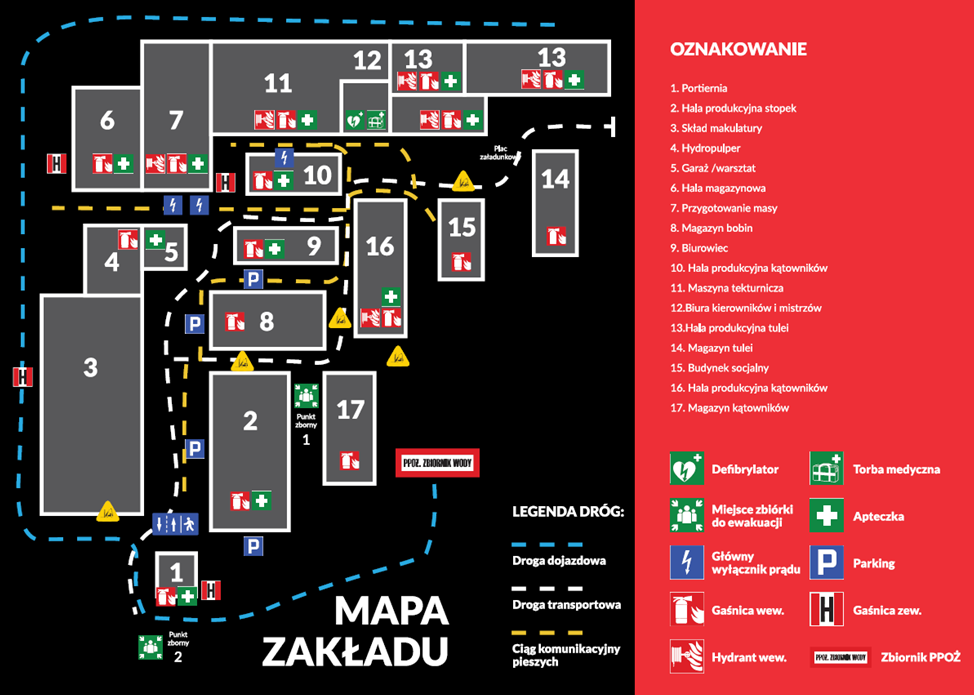 12
13
13
11
6
7
Plac
załadunkowy
10
14
15
16
5
4
9
P
8
P
3
2
Punkt
zborny
1
17
P
PPOŻ. ZBIORNIK WODY
P
1
H
H
H
H
Punkt
zborny
2
MAPA
ZAKŁADU
LEGENDA DRÓG:
Droga dojazdowa
Droga transportowa
Ciąg komunikacyjny
pieszych
OZNAKOWANIE
1. Portiernia
2. Hala produkcyjna stopek
3. Skład makulatury
4. Hydropulper
5. Garaż /warsztat
6. Hala magazynowa
7. Przygotowanie masy
8. Magazyn bobin
9. Biurowiec
10. Hala produkcyjna kątowników
11. Maszyna tekturnicza
12.Biura kierowników i mistrzów
13.Hala produkcyjna tulei
14. Magazyn tulei
15. Budynek socjalny
16. Hala produkcyjna kątowników
17. Magazyn kątowników
Defibrylator
Torba medyczna
Miejsce zbiórki
do ewakuacji
Apteczka
Główny
wyłącznik prądu
P
Parking
Gaśnica wew.
H
Gaśnica zew.
Hydrant wew.
PPOŻ. ZBIORNIK WODY
Zbiornik PPOŻ